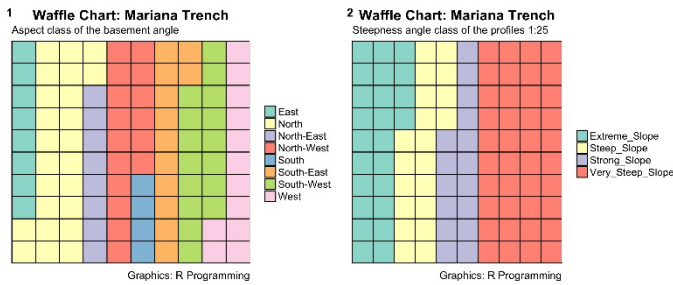 1 Waffle Chart: Mariana Trench
Aspect class of the basement angle
East
North
North-East
North-West
South
South-East
South-West
West
Graphics: R Programming
2 Waffle Chart: Mariana Trench
Steepness angle class of the profiles 1:25
Extreme_Slope
Steep_Slope
Strong_Slope
Very_Steep_Slope
Graphics: R Programming